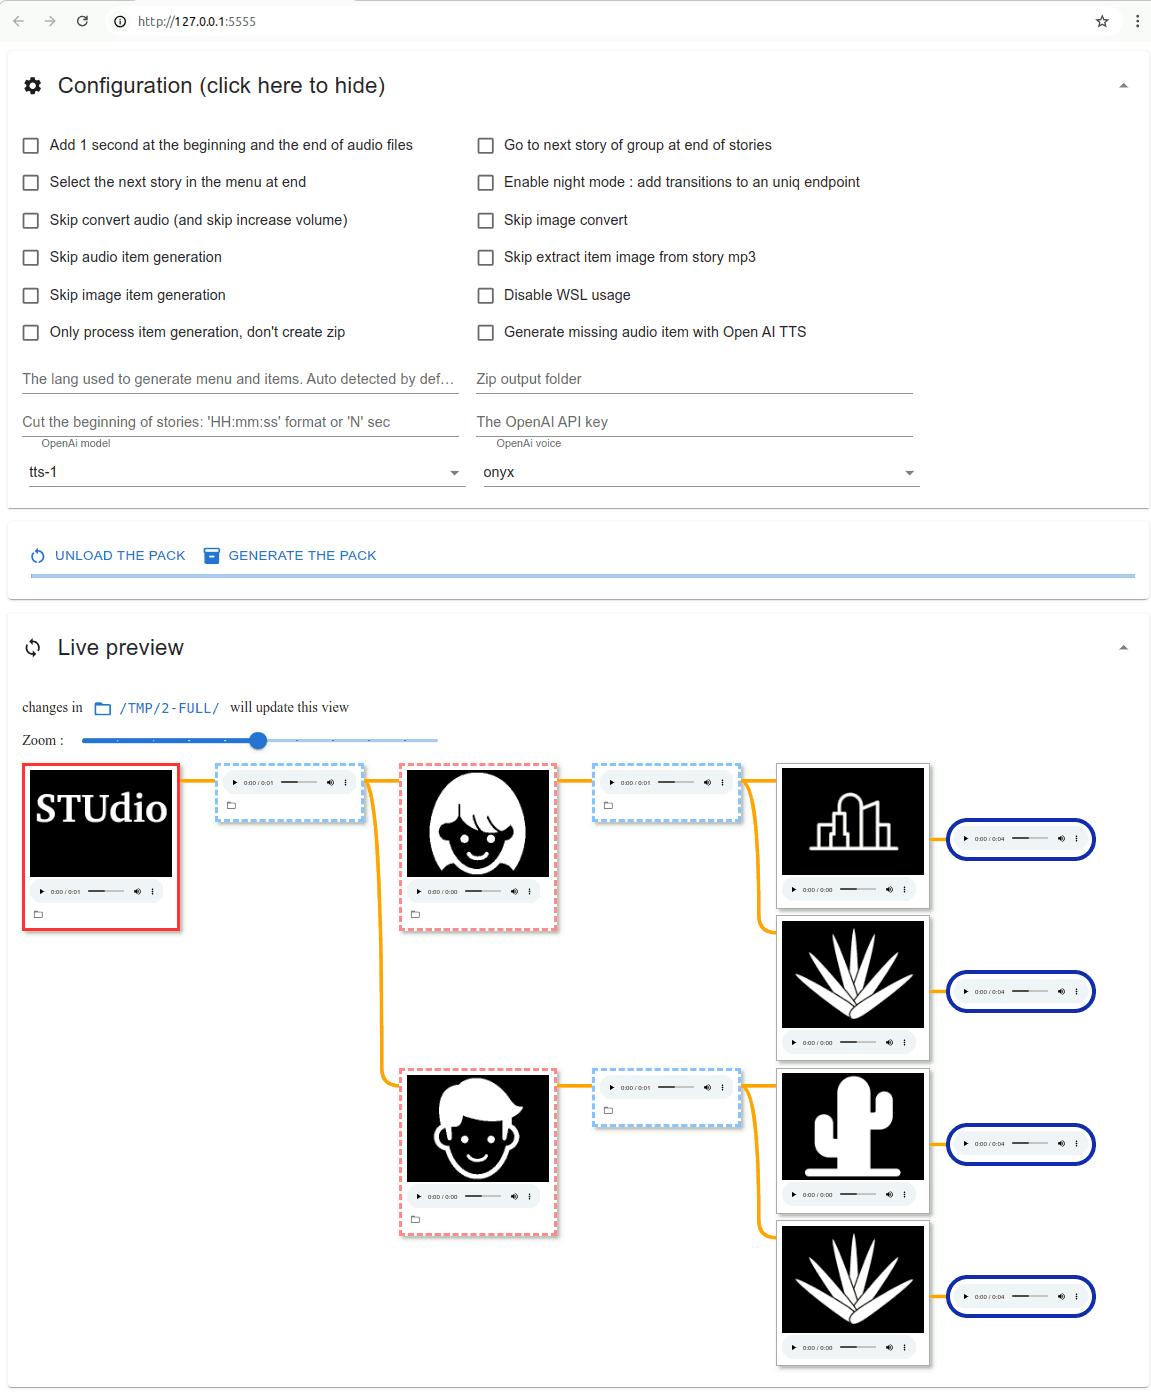 http://127.0.0.1:5555
Configuration (click here to hide)
Add 1 second at the beginning and the end of audio files
Go to next story of group at end of stories
Select the next story in the menu at end
Enable night mode : add transitions to an uniq endpoint
Skip convert audio (and skip increase volume)
Skip image convert
Skip audio item generation
Skip extract item image from story mp3
Skip image item generation
Disable WSL usage
Only process item generation, don't create zip
Generate missing audio item with Open AI TTS
The lang used to generate menu and items. Auto detected by def...
Zip output folder
Cut the beginning of stories: 'HH:mm:ss' format or 'N' sec
The OpenAI API key
OpenAi model
OpenAi voice
tts-1
onyx
UNLOAD THE PACK
GENERATE THE PACK
Live preview
changes in /TMP/2-FULL/ will update this view
Zoom :
STUdio
0:00 / 0:01
0:00 / 0:01
0:00 / 0:00
0:00 / 0:01
0:00 / 0:00
0:00 / 0:04
0:00 / 0:00
0:00 / 0:04
0:00 / 0:00
0:00 / 0:01
0:00 / 0:00
0:00 / 0:04
0:00 / 0:00
0:00 / 0:04